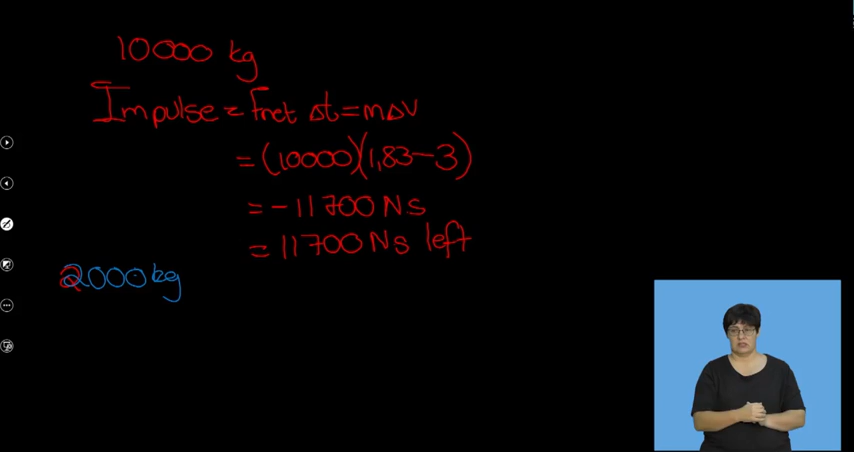 10000 kg
Impulse = Fnet Δt = mΔV
= (10000)(1,83-3)
= -11700 Ns
= 11700 Ns left
2000 kg